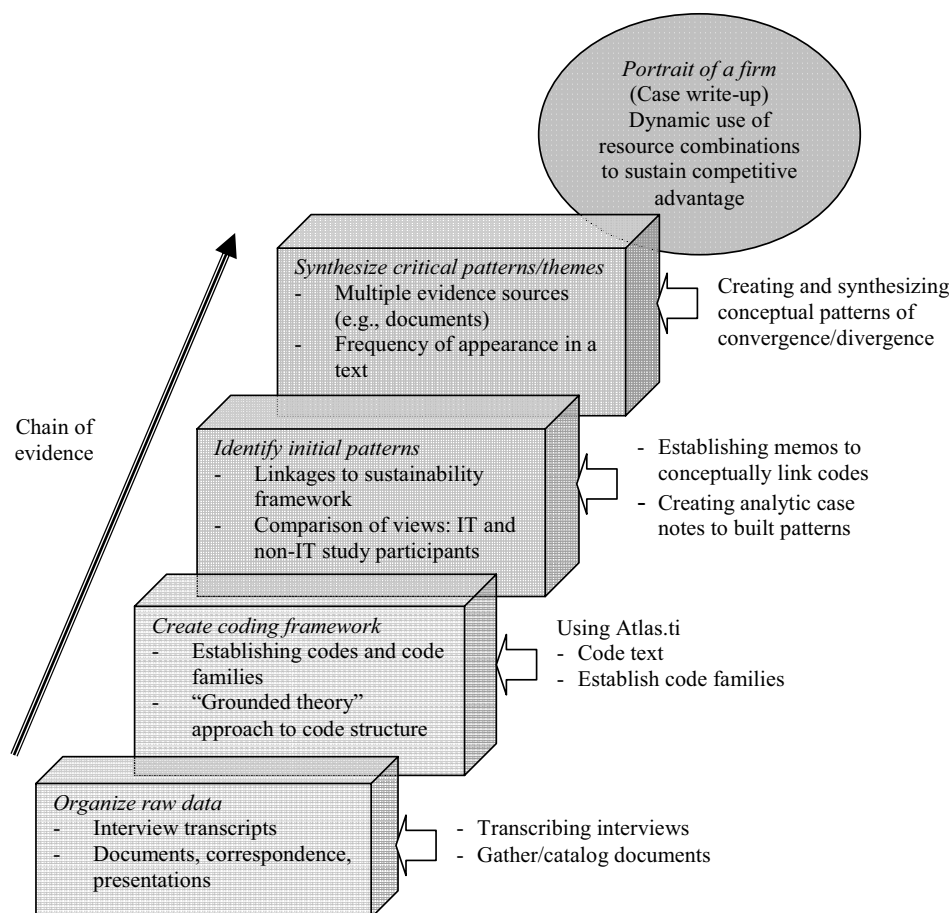 Portrait of a firm
(Case write-up)
Dynamic use of
resource combinations
to sustain competitive
advantage
Synthesize critical patterns/themes
- Multiple evidence sources
(e.g., documents)
- Frequency of appearance in a
text
Creating and synthesizing
conceptual patterns of
convergence/divergence
Chain of
evidence
Identify initial patterns
- Linkages to sustainability
framework
- Comparison of views: IT and
non-IT study participants
- Establishing memos to
conceptually link codes
- Creating analytic case
notes to built patterns
Create coding framework
- Establishing codes and code
families
- “Grounded theory”
approach to code structure
Using Atlas.ti
- Code text
- Establish code families
Organize raw data
- Interview transcripts
- Documents, correspondence,
presentations
- Transcribing interviews
- Gather/catalog documents